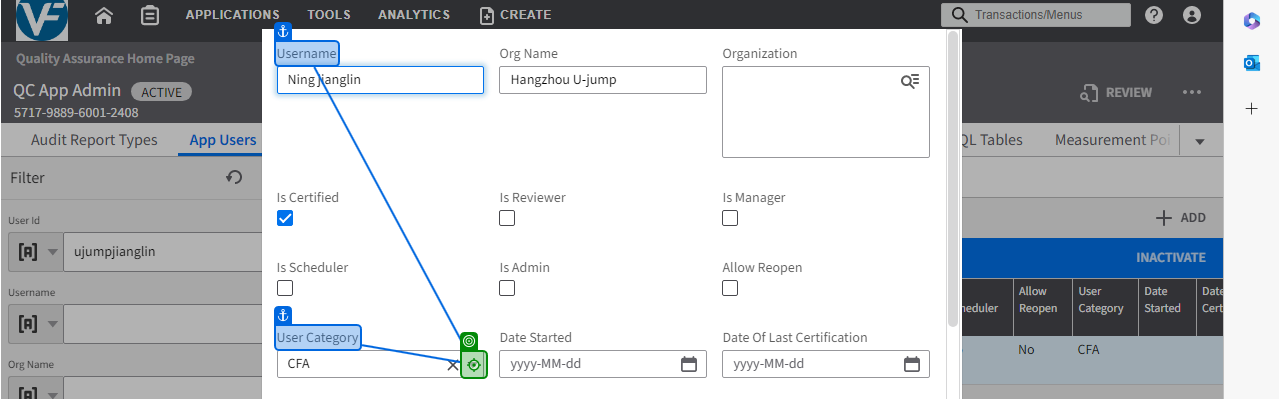 VF
APPLICATIONS TOOLS ANALYTICS CREATE
Transactions/Menus
Quality Assurance Home Page
QC App Admin ACTIVE
5717-9889-6001-2408
REVIEW
Audit Report Types App Users
QL Tables Measurement Poi
Filter
User Id
[A] ujumpjianglin
Username
[A]
Org Name
[A]
Username Org Name Organization
Ning jianglin Hangzhou U-jump
Is Certified Is Reviewer Is Manager
Is Scheduler Is Admin Allow Reopen
User Category Date Started Date Of Last Certification
CFA yyyy-MM-dd yyyy-MM-dd
ADD
INACTIVATE
heduler Allow Reopen User Category Date Started Date Cert
No CFA